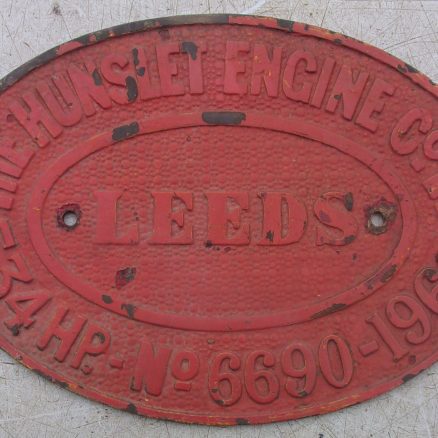 THE HUNSLET ENGINE Co
LEEDS
34 HP.- No 6690-196